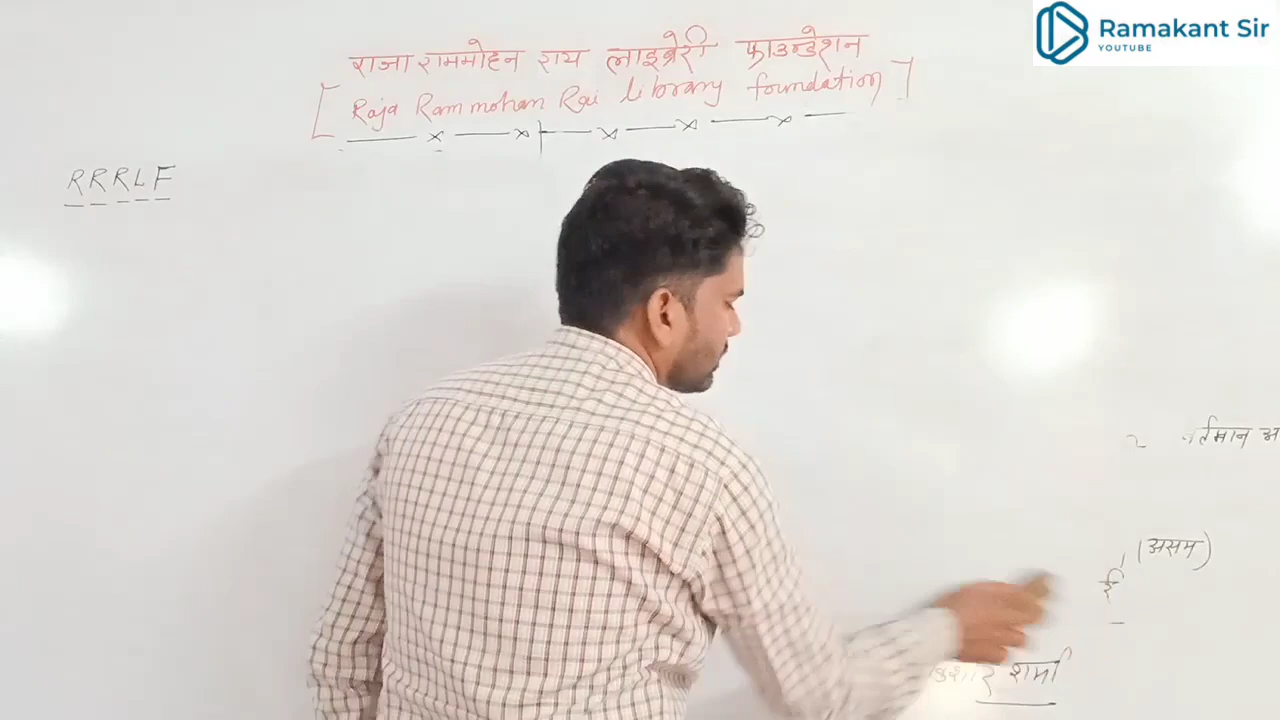 Ramakant Sir
YOUTUBE
राजा राममोहन राय लाइब्रेरी फाउन्डेशन
[Raja Rammohan Rai library foundation]
RRRLF
(असम)
शर्मा